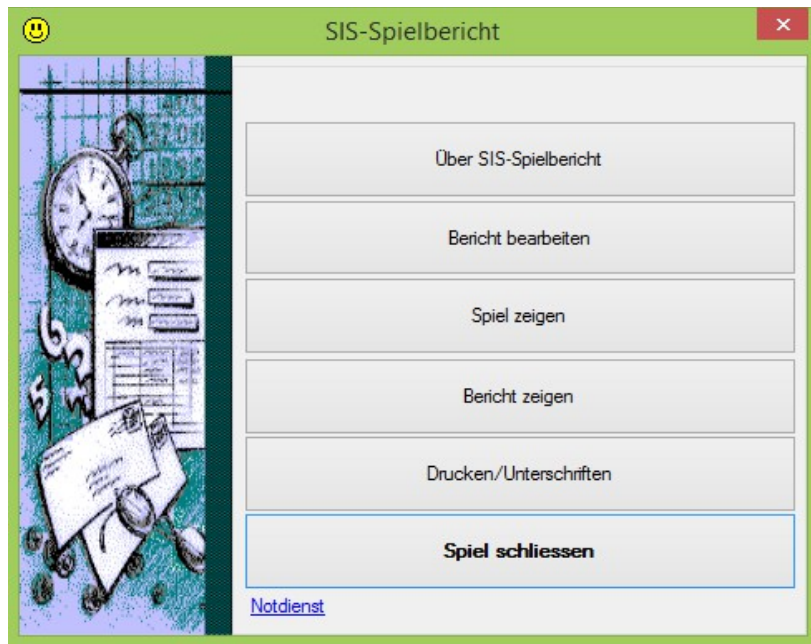 SIS-Spielbericht
Über SIS-Spielbericht
Bericht bearbeiten
Spiel zeigen
Bericht zeigen
Drucken/Unterschriften
Spiel schliessen
Notdienst